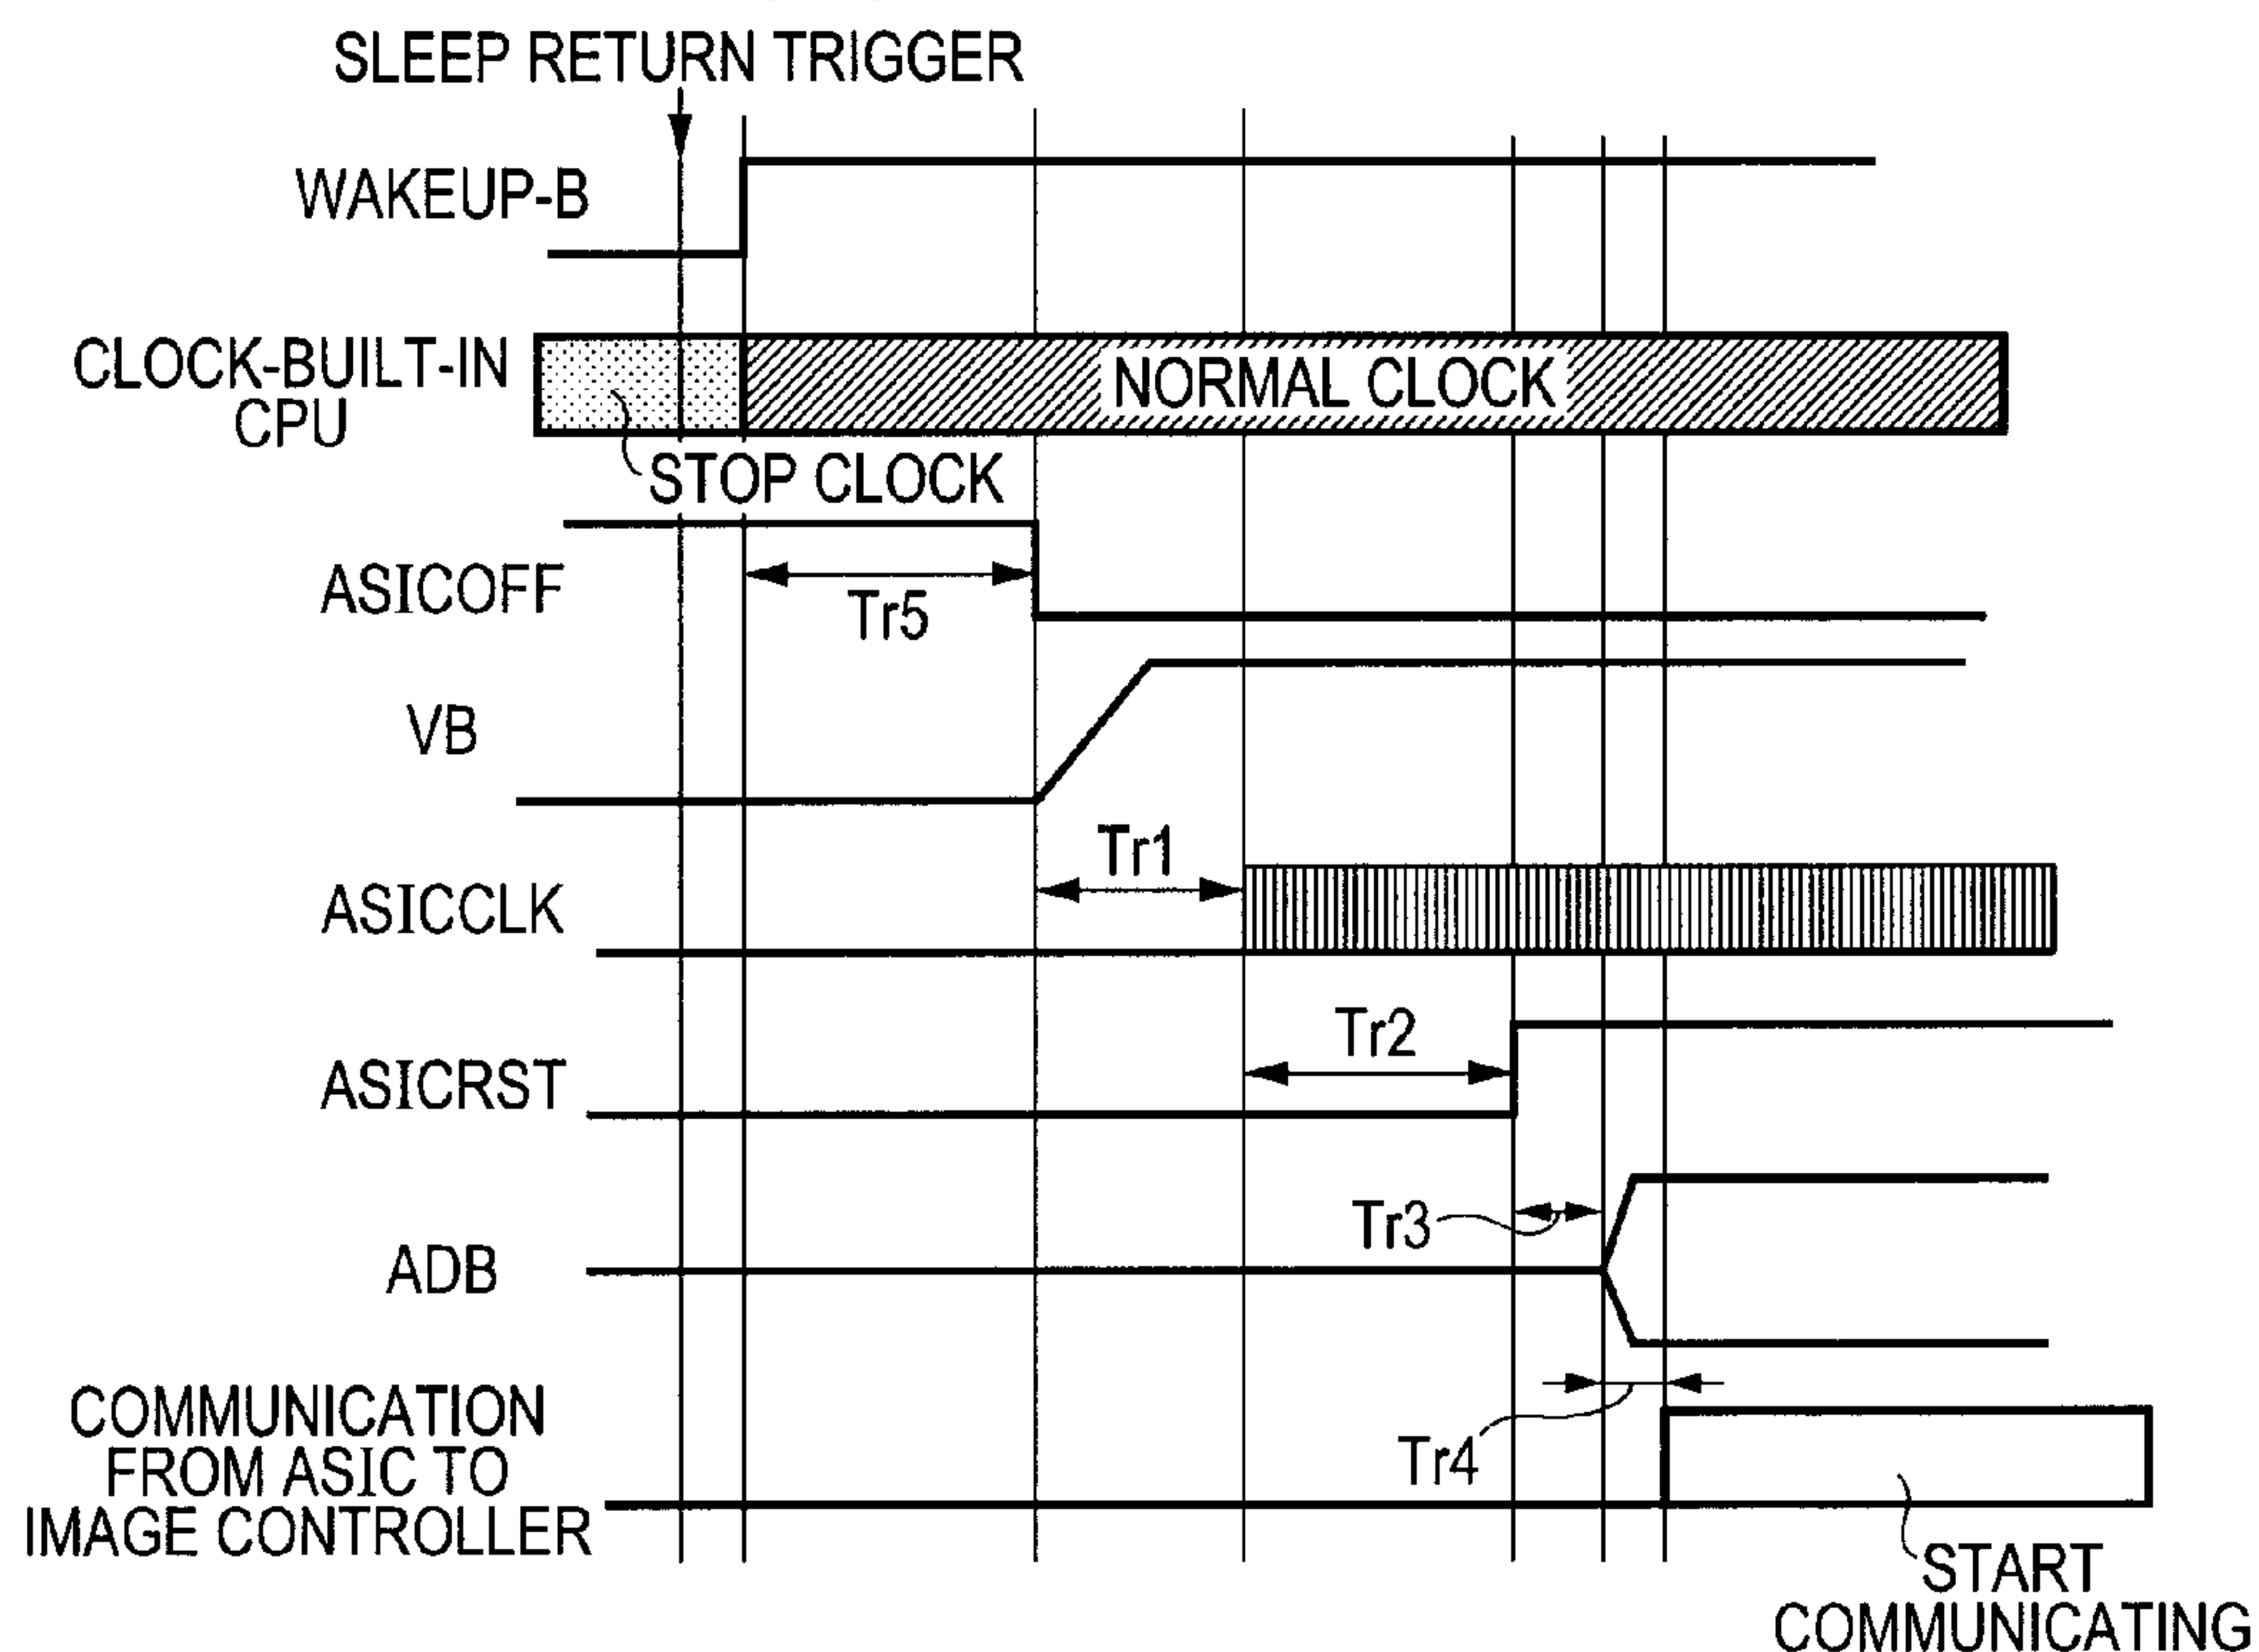 SLEEP RETURN TRIGGER
WAKEUP-B
CLOCK-BUILT-IN
CPU
NORMAL CLOCK
STOP CLOCK
ASICOFF
Tr5
VB
Tr1
ASICCLK
Tr2
ASICRST
Tr3
ADB
COMMUNICATION
FROM ASIC TO
IMAGE CONTROLLER
Tr4
START
COMMUNICATING